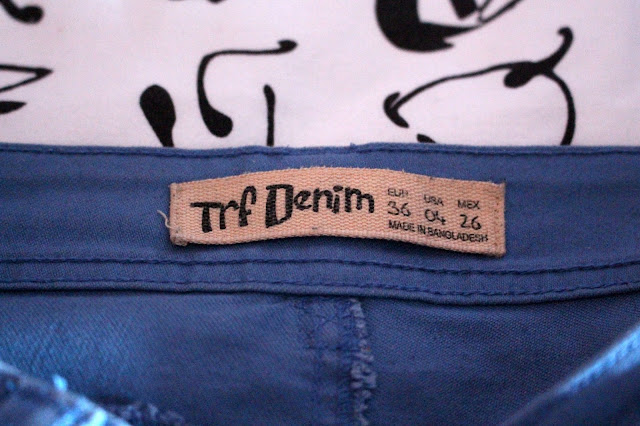 Trf Denim
EUR USA MEX
36 04 26
MADE IN BANGLADESH